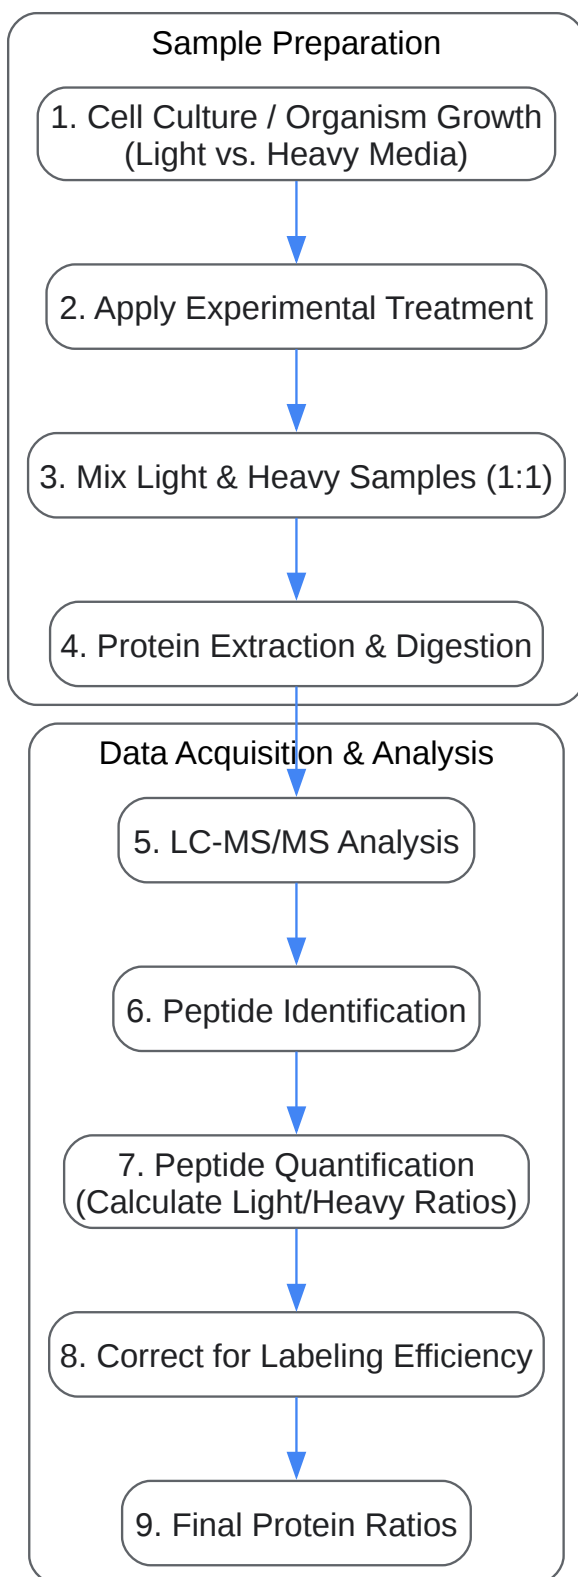 Sample Preparation
1. Cell Culture / Organism Growth
(Light vs. Heavy Media)
2. Apply Experimental Treatment
3. Mix Light & Heavy Samples (1:1)
4. Protein Extraction & Digestion
Data Acquisition & Analysis
5. LC-MS/MS Analysis
6. Peptide Identification
7. Peptide Quantification
(Calculate Light/Heavy Ratios)
8. Correct for Labeling Efficiency
9. Final Protein Ratios